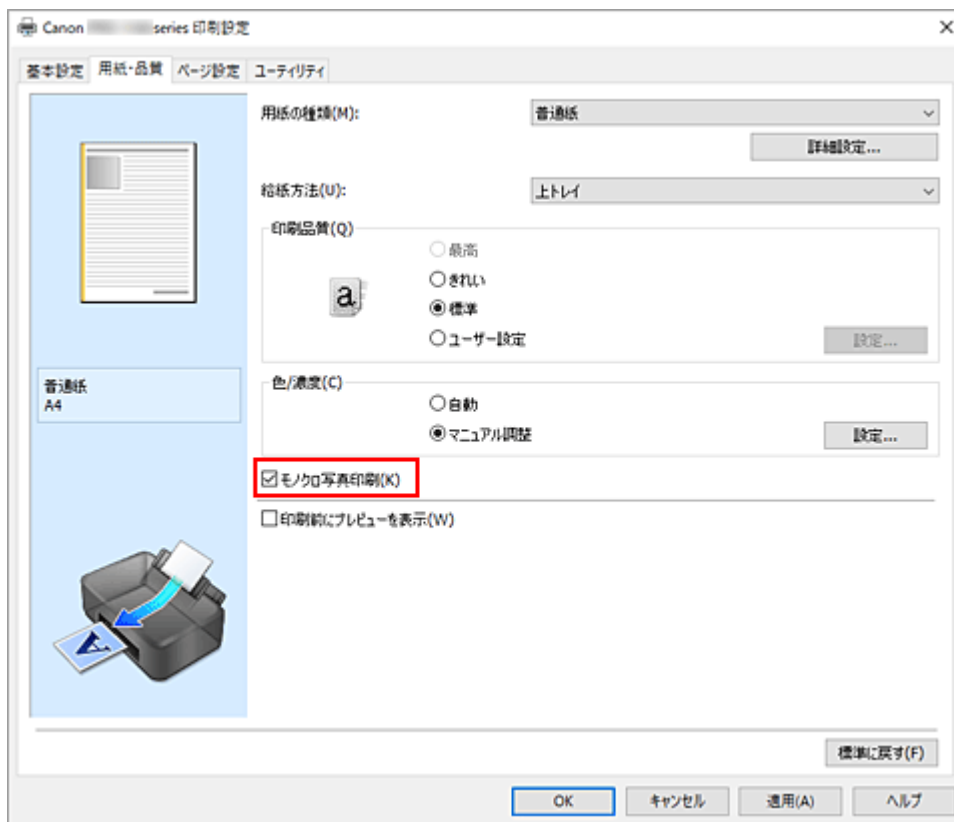 Canon series 印刷設定
基本設定 用紙・品質 ページ設定 ユーティリティ
用紙の種類(M): 普通紙
詳細設定...
給紙方法(U): 上トレイ
印刷品質(Q)
最高
a きれい
標準
ユーザー設定 設定...
普通紙
A4
色/濃度(C)
自動
マニュアル調整 設定...
モノクロ写真印刷(K)
印刷前にプレビューを表示(W)
A
標準に戻す(F)
OK キャンセル 適用(A) ヘルプ